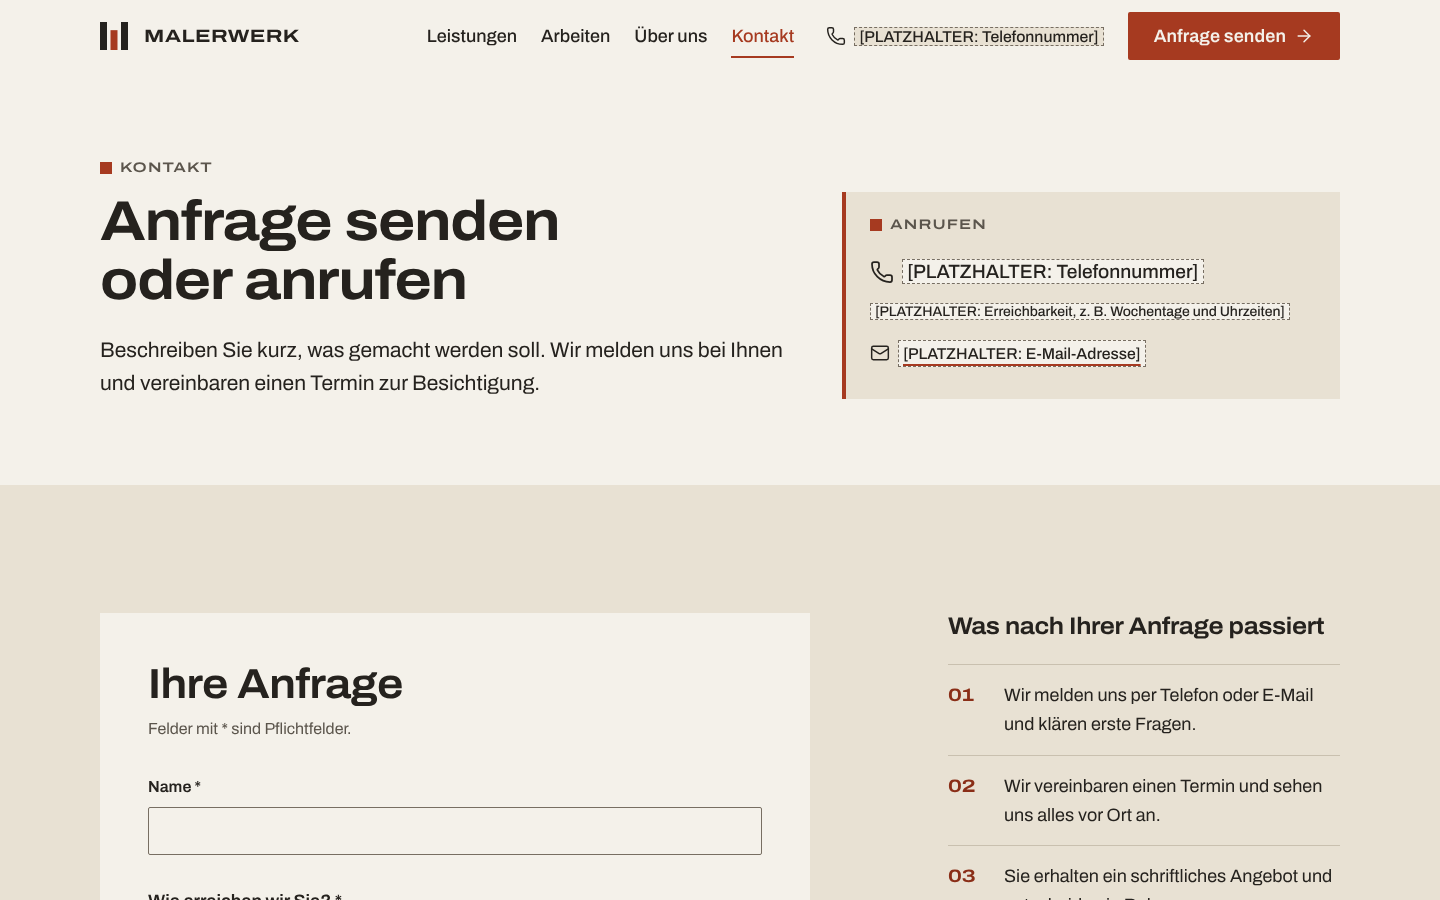 MALERWERK
Leistungen
Arbeiten
Über uns
Kontakt
[PLATZHALTER: Telefonnummer]
Anfrage senden
KONTAKT
Anfrage senden
oder anrufen
Beschreiben Sie kurz, was gemacht werden soll. Wir melden uns bei Ihnen
und vereinbaren einen Termin zur Besichtigung.
ANRUFEN
[PLATZHALTER: Telefonnummer]
[PLATZHALTER: Erreichbarkeit, z. B. Wochentage und Uhrzeiten]
[PLATZHALTER: E-Mail-Adresse]
Ihre Anfrage
Felder mit * sind Pflichtfelder.
Name *
Wie erreichen wir Sie? *
Was nach Ihrer Anfrage passiert
01
Wir melden uns per Telefon oder E-Mail
und klären erste Fragen.
02
Wir vereinbaren einen Termin und sehen
uns alles vor Ort an.
03
Sie erhalten ein schriftliches Angebot und